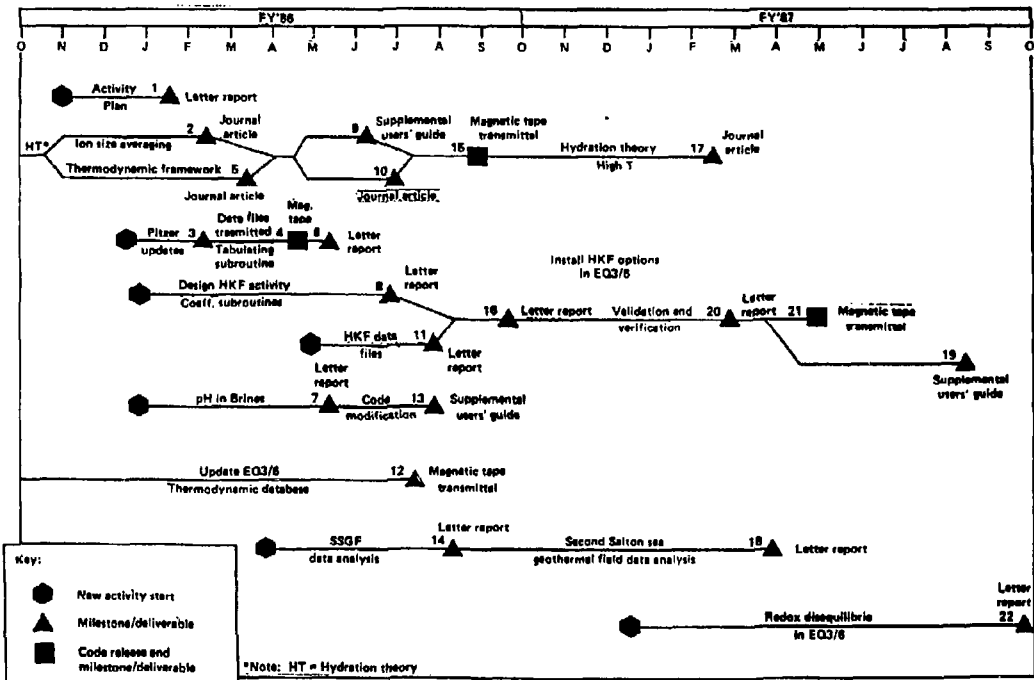 FY'86 FY'87
O N D J F M A M J J A S O N D J F M A M J J A S O
Activity 1 Letter report
Plan
HT* 2 Journal article
Ion size averaging
Thermodynamic framework 5
Journal article
9 Supplemental users' guide
10
Journal article
15 Magnetic tape transmittal
Hydration theory 17 Journal article
High T
Pitzer 3 Data files trasmitted 4 Mag. tape 6 Letter report
updates Tabulating subroutine
Install HKF options
in EQ3/6
Design HKF activity 8 Letter report
Coeff. subroutines
HKF data 11 Letter report
files
16 Letter report Validation and 20 Letter report 21 Magnetic tape transmittal
verification
19
Supplemental
users' guide
pH in Brines 7 Letter report Code 13 Supplemental users' guide
modification
Update EQ3/6 12 Magnetic tape transmittal
Thermodynamic database
SSGF 14 Letter report Second Salton sea 18 Letter report
data analysis geothermal field data analysis
Redox disequilibria 22 Letter report
in EQ3/6
Key:
New activity start
Milestone/deliverable
Code release and
milestone/deliverable
*Note: HT = Hydration theory